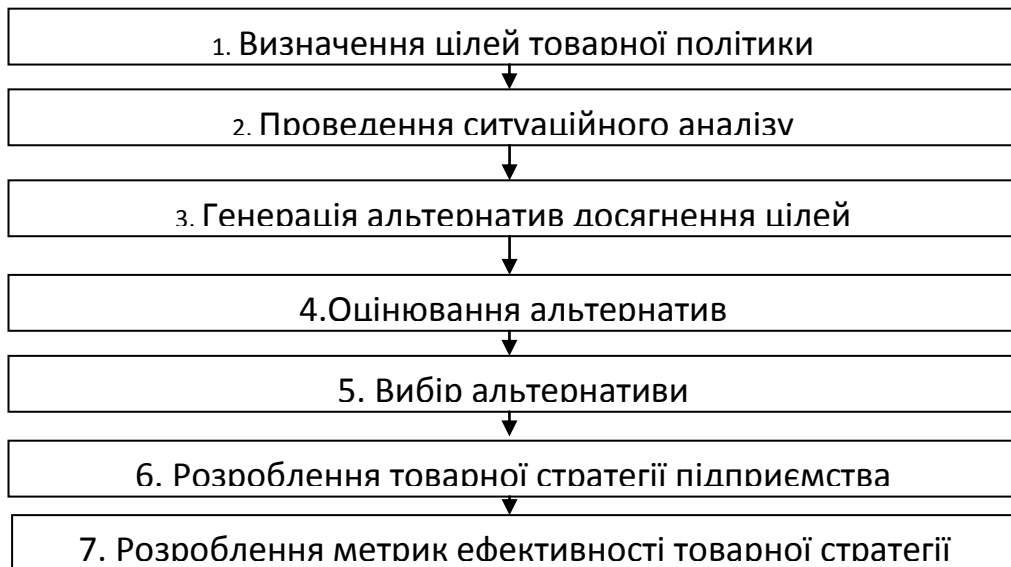 1. Визначення цілей товарної політики
2. Проведення ситуаційного аналізу
3. Генерація альтернатив досягнення цілей
4.Оцінювання альтернатив
5. Вибір альтернативи
6. Розроблення товарної стратегії підприємства
7. Розроблення метрик ефективності товарної стратегії